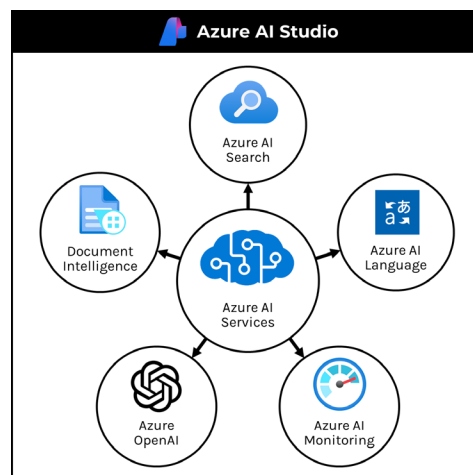 Azure AI Studio
Azure AI
Search
Document
Intelligence
a あ
Azure AI
Language
Azure AI
Services
Azure
OpenAI
Azure AI
Monitoring